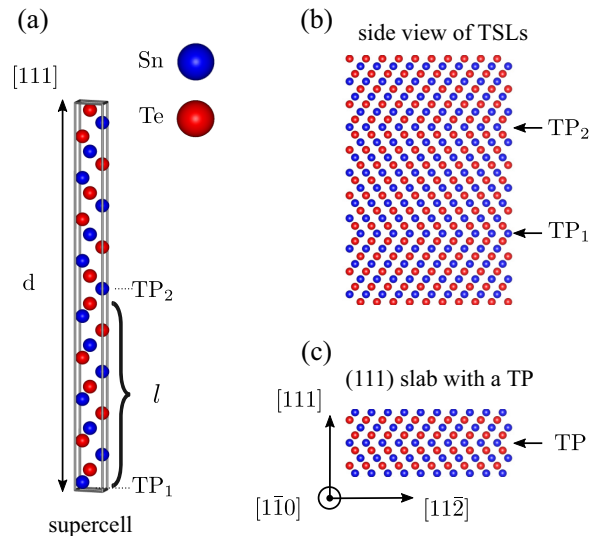 (a)
[111]
Sn
Te
d
TP₂
l
TP₁
supercell
(b)
side view of TSLs
TP₂
TP₁
(c)
(111) slab with a TP
[111]
TP
[11̄0]
[112̄]